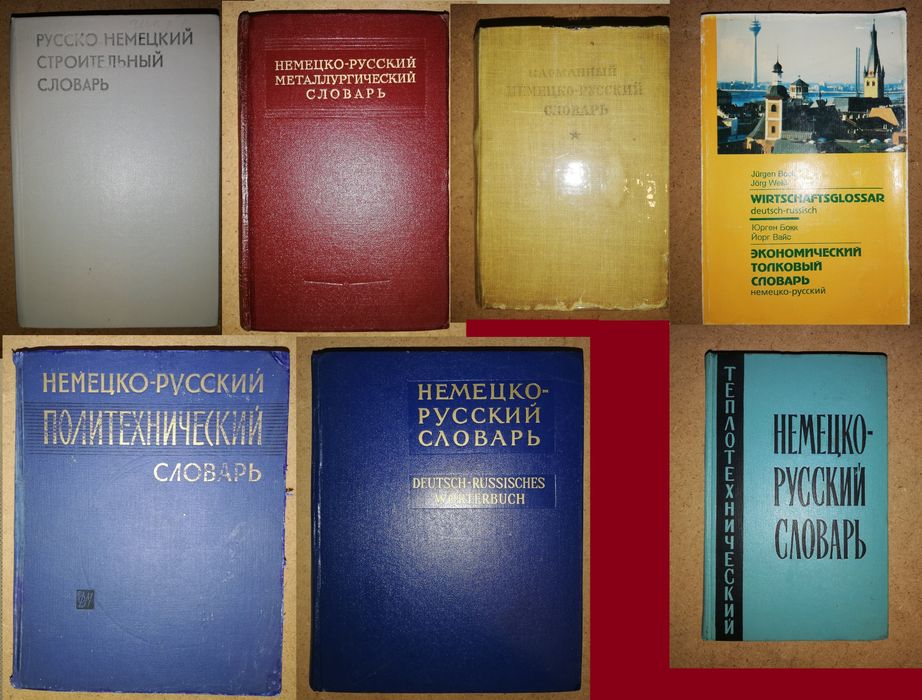 РУССКО-НЕМЕЦКИЙ
СТРОИТЕЛЬНЫЙ
СЛОВАРЬ
НЕМЕЦКО-РУССКИЙ
МЕТАЛЛУРГИЧЕСКИЙ
СЛОВАРЬ
КАРМАННЫЙ
НЕМЕЦКО-РУССКИЙ
СЛОВАРЬ
Jürgen
Jörg
WIRTSCHAFTSGLOSSAR
deutsch-russisch
Юрген Бокк
Йорг Вайс
ЭКОНОМИЧЕСКИЙ
ТОЛКОВЫЙ
СЛОВАРЬ
немецко-русский
НЕМЕЦКО-РУССКИЙ
ПОЛИТЕХНИЧЕСКИЙ
СЛОВАРЬ
НЕМЕЦКО-
РУССКИЙ
СЛОВАРЬ
DEUTSCH-RUSSISCHES
WÖRTERBUCH
ТЕПЛОТЕХНИЧЕСКИЙ
НЕМЕЦКО-
РУССКИЙ
СЛОВАРЬ